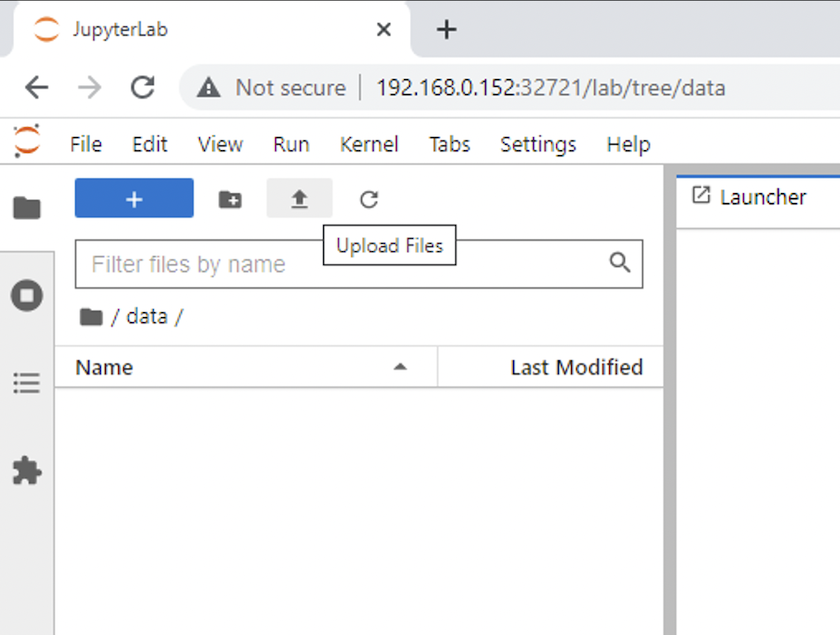 JupyterLab
Not secure 192.168.0.152:32721/lab/tree/data
File Edit View Run Kernel Tabs Settings Help
Launcher
Upload Files
Filter files by name
/ data /
Name Last Modified